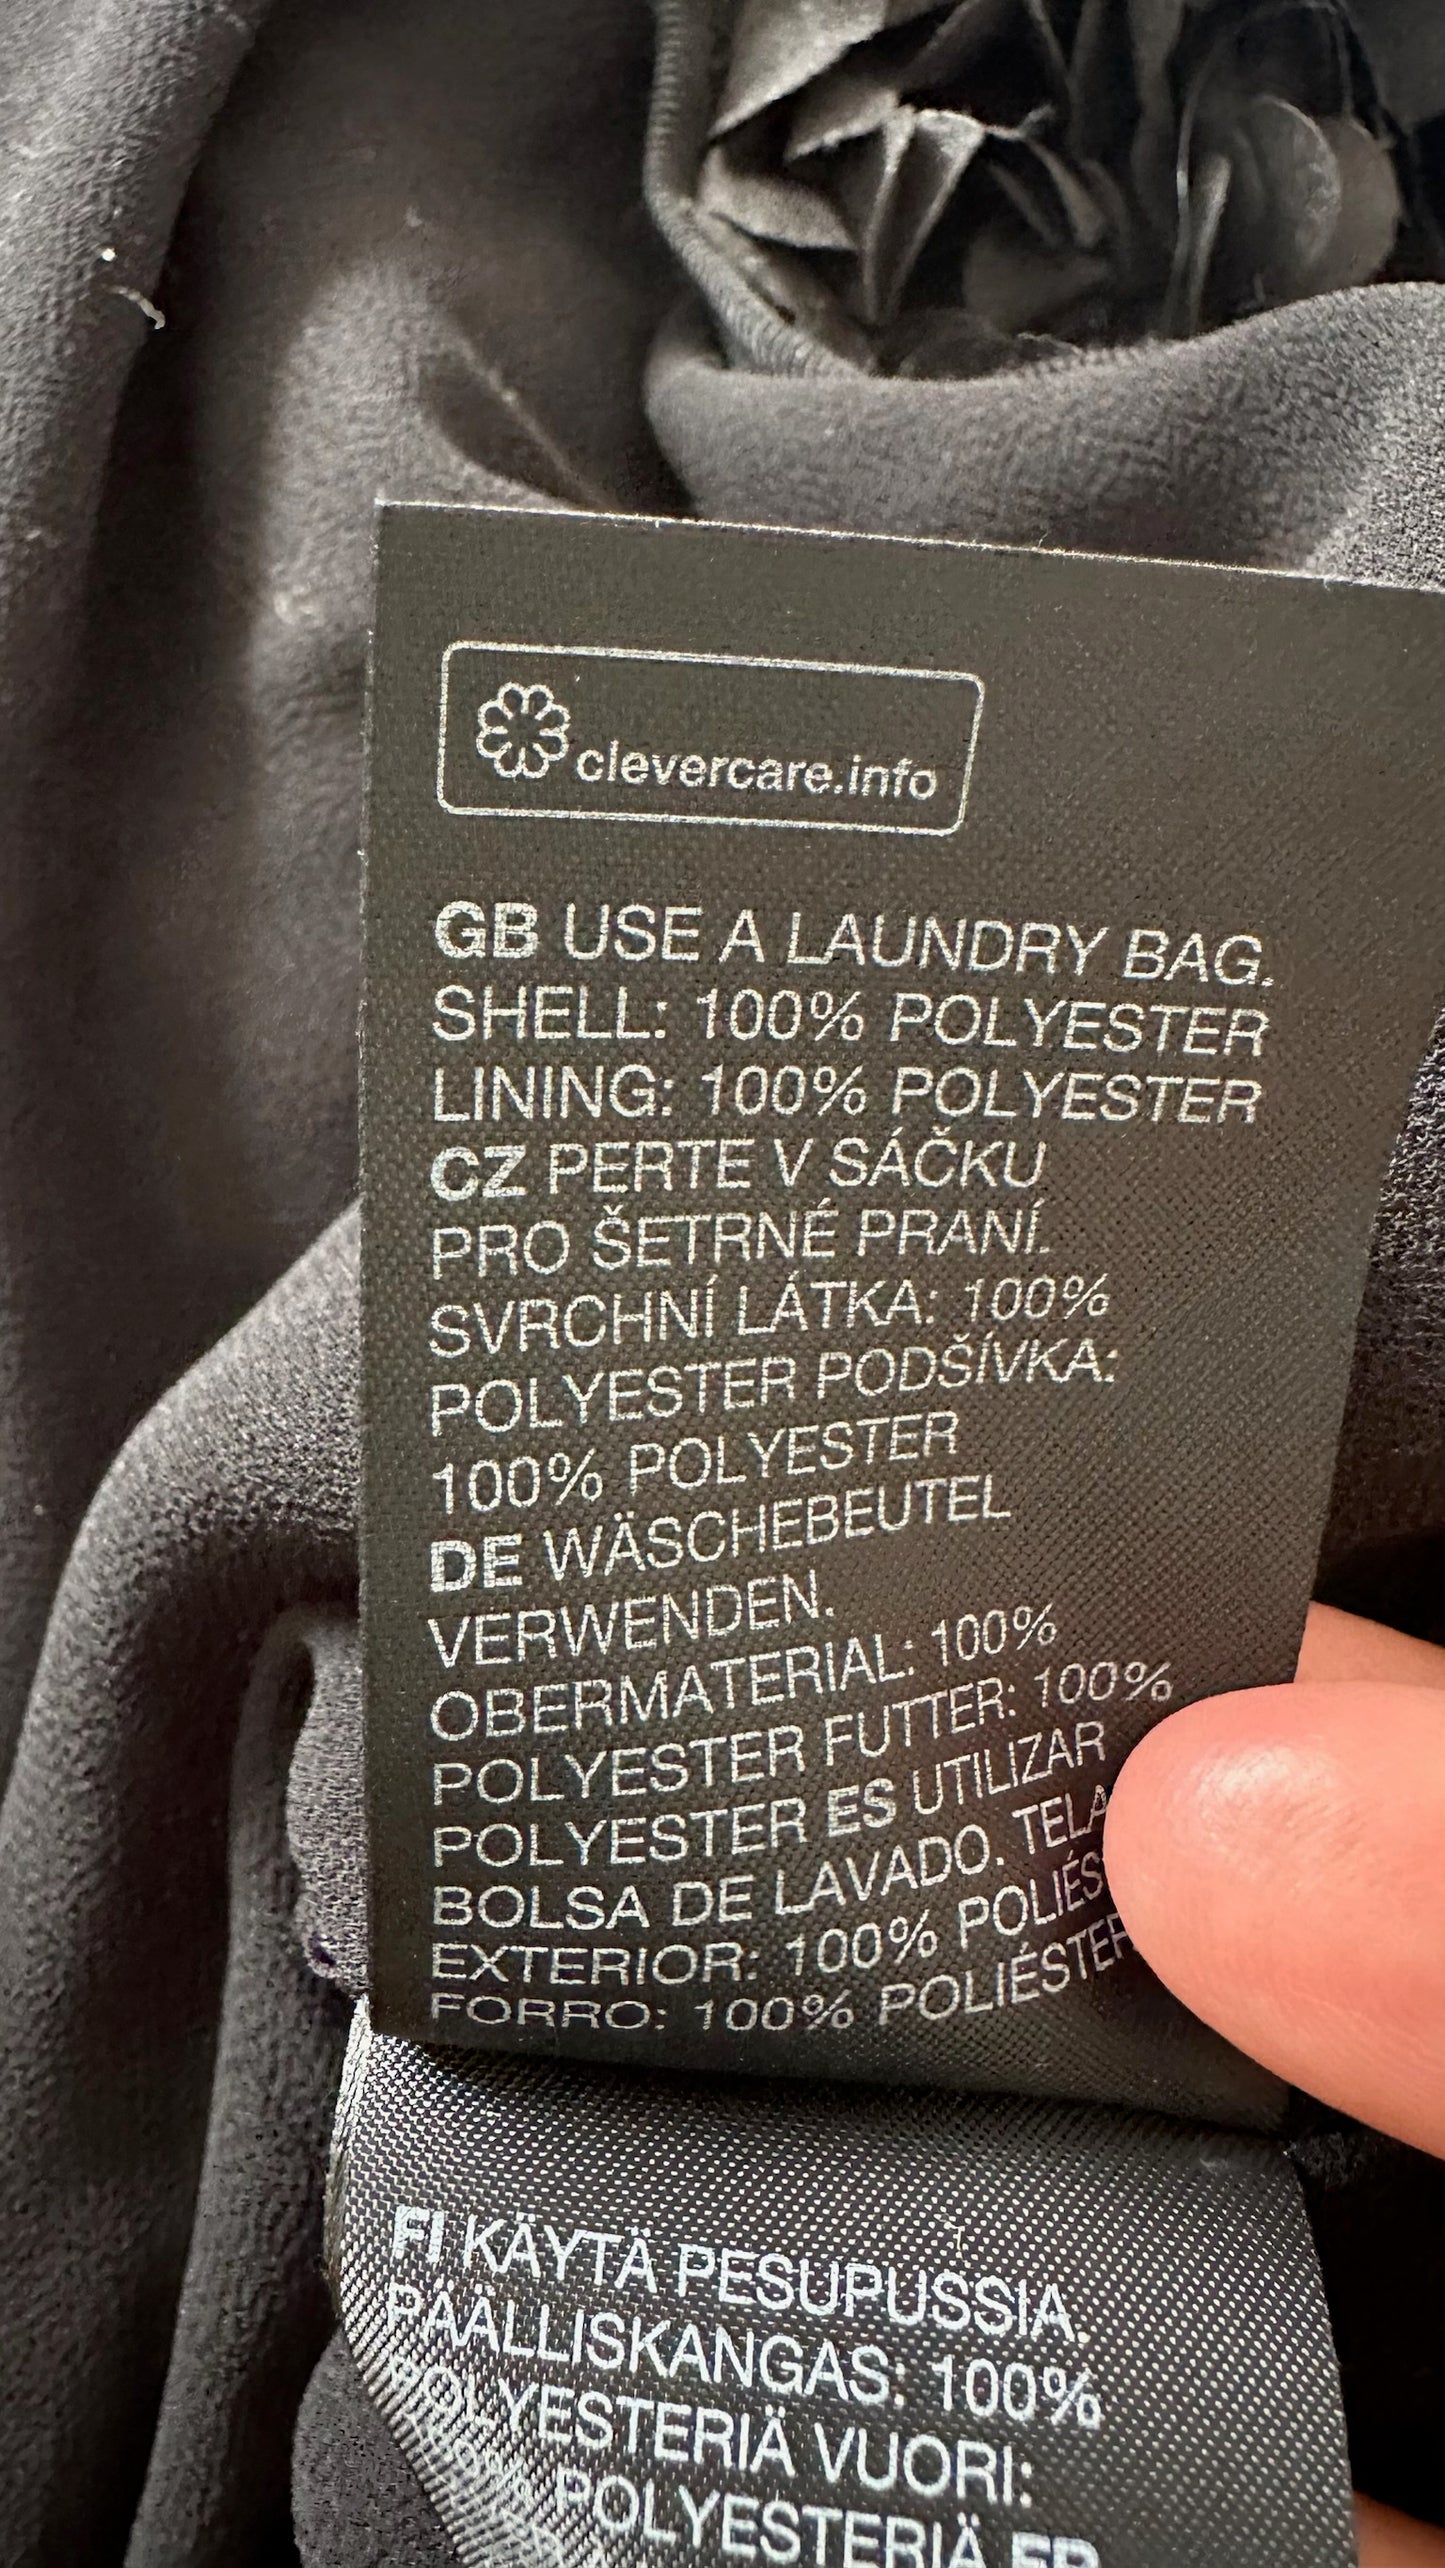 clevercare.info
GB USE A LAUNDRY BAG.
SHELL: 100% POLYESTER
LINING: 100% POLYESTER
CZ PERTE V SÁČKU
PRO ŠETRNÉ PRANÍ.
SVRCHNÍ LÁTKA: 100%
POLYESTER PODŠÍVKA:
100% POLYESTER
DE WÄSCHEBEUTEL
VERWENDEN.
OBERMATERIAL: 100%
POLYESTER FUTTER: 100%
POLYESTER ES UTILIZAR
BOLSA DE LAVADO. TELA
EXTERIOR: 100% POLIÉS
FORRO: 100% POLIÉSTER
FI KÄYTÄ PESUPUSSIA.
PÄÄLLISKANGAS: 100%
POLYESTERIÄ VUORI:
POLYESTERIÄ FR